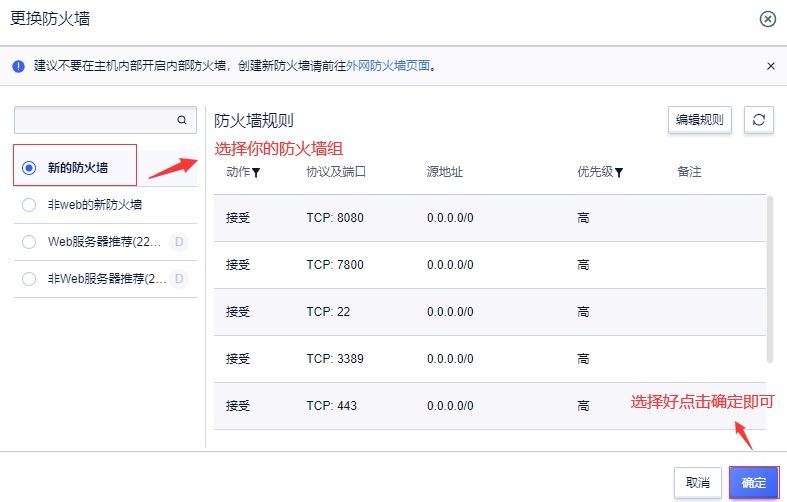 更换防火墙
建议不要在主机内部开启内部防火墙，创建新防火墙请前往外网防火墙页面。
防火墙规则
编辑规则
选择你的防火墙组
新的防火墙
非web的新防火墙
Web服务器推荐(22... D
非Web服务器推荐(2... D
动作 协议及端口 源地址 优先级 备注
接受 TCP: 8080 0.0.0.0/0 高
接受 TCP: 7800 0.0.0.0/0 高
接受 TCP: 22 0.0.0.0/0 高
接受 TCP: 3389 0.0.0.0/0 高
接受 TCP: 443 0.0.0.0/0 高
选择好点击确定即可
取消 确定